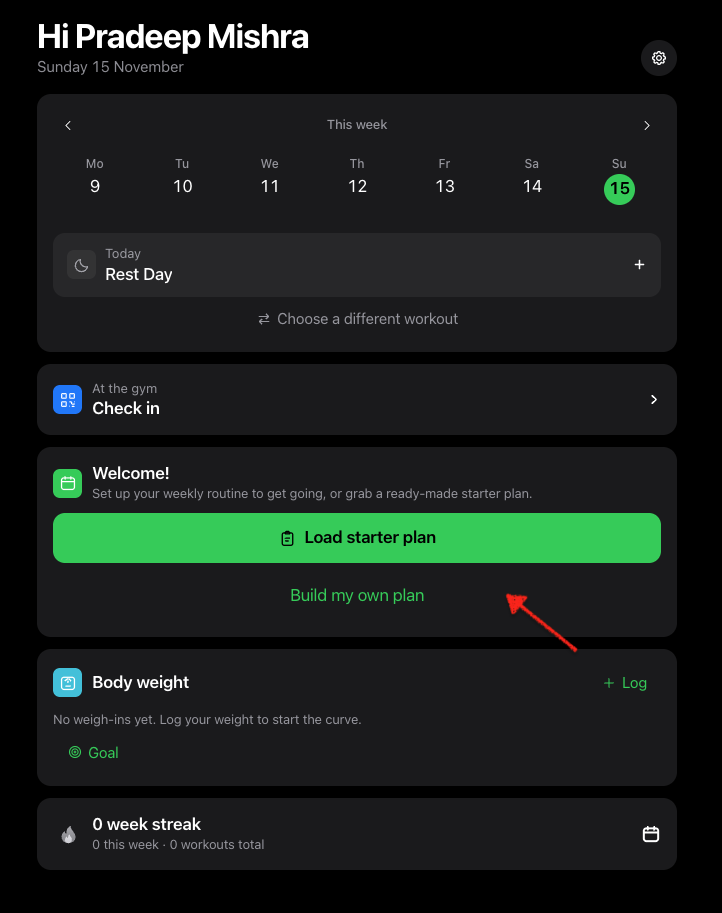 Hi Pradeep Mishra
Sunday 15 November
This week
Mo Tu We Th Fr Sa Su
9 10 11 12 13 14 15
Today
Rest Day
Choose a different workout
At the gym
Check in
Welcome!
Set up your weekly routine to get going, or grab a ready-made starter plan.
Load starter plan
Build my own plan
Body weight
+ Log
No weigh-ins yet. Log your weight to start the curve.
Goal
0 week streak
0 this week · 0 workouts total